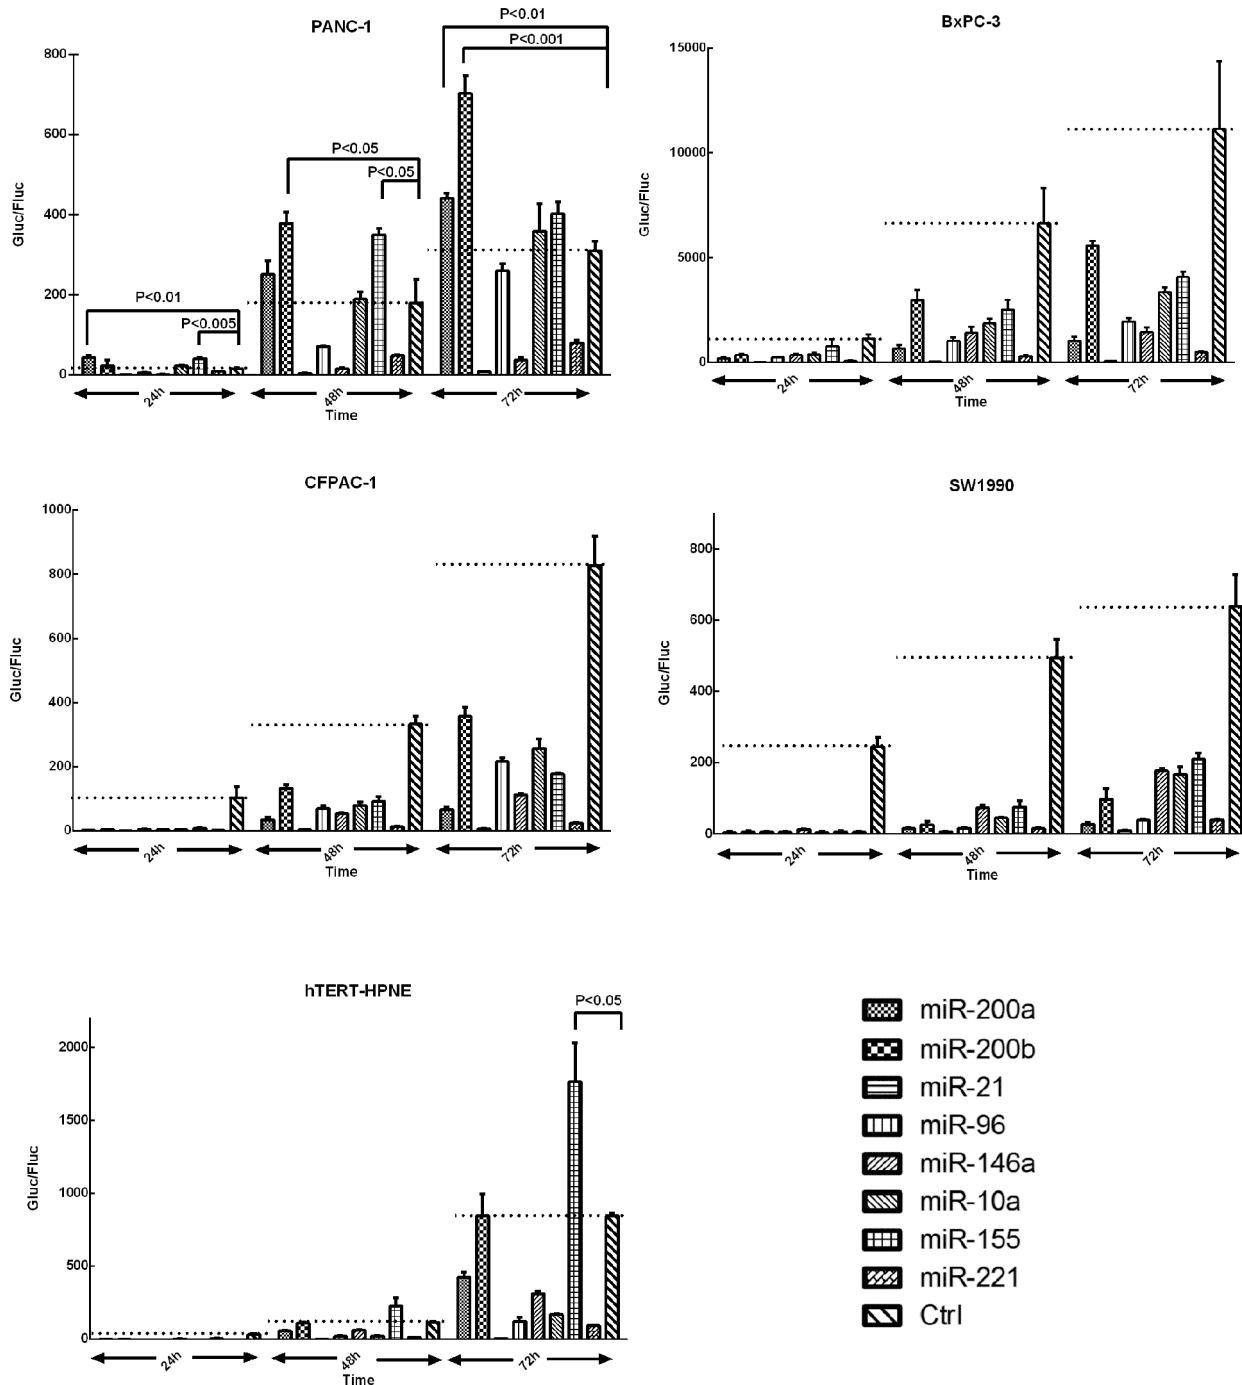 PANC-1
P<0.01
P<0.001
800
600
P<0.05
P<0.05
400
Gluc/Fluc
P<0.01
200
P<0.005
0
24h
48h
72h
Time
BxPC-3
15000
10000
Gluc/Fluc
5000
0
24h
48h
72h
Time
CFPAC-1
1000
800
600
Gluc/Fluc
400
200
0
24h
48h
72h
Time
SW1990
800
600
Gluc/Fluc
400
200
0
24h
48h
72h
Time
hTERT-HPNE
P<0.05
2000
1500
Gluc/Fluc
1000
500
0
24h
48h
72h
Time
miR-200a
miR-200b
miR-21
miR-96
miR-146a
miR-10a
miR-155
miR-221
Ctrl